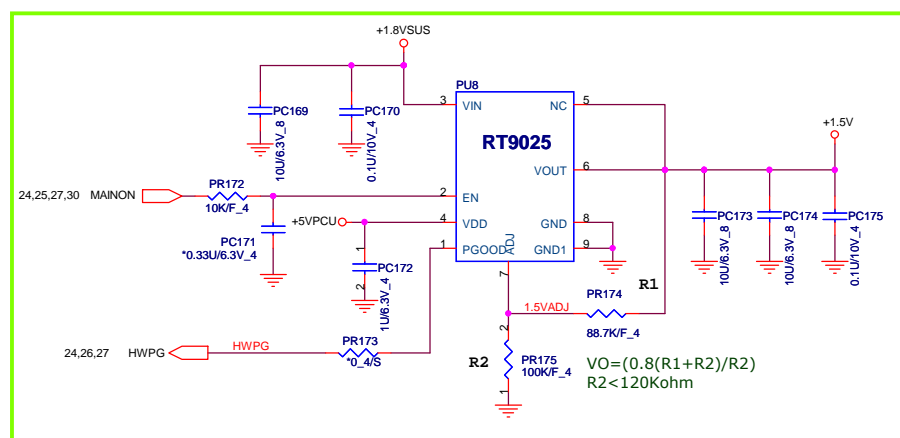 +1.8VSUS
PU8
PC169
10U/6.3V_8
PC170
0.1U/10V_4
3 VIN
NC 5
RT9025
+1.5V
VOUT 6
24,25,27,30 MAINON
PR172
10K/F_4
2 EN
PC171
*0.33U/6.3V_4
+5VPCU
4 VDD
GND 8
1 PGOOD
ADJ
GND1 9
7
PC173
10U/6.3V_8
PC174
10U/6.3V_8
PC175
0.1U/10V_4
1
PC172
2
1U/6.3V_4
R1
PR174
1.5VADJ
88.7K/F_4
24,26,27 HWPG
HWPG
PR173
*0_4/S
R2
2
PR175
100K/F_4
1
VO=(0.8(R1+R2)/R2)
R2<120Kohm